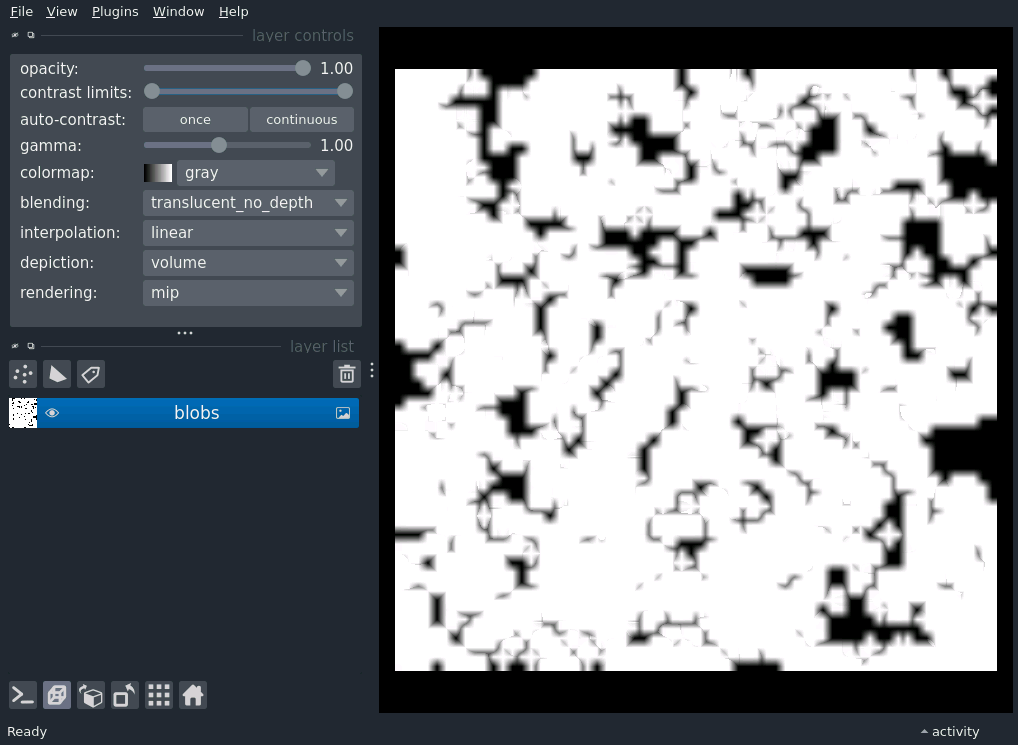 File View Plugins Window Help
layer controls
opacity: 1.00
contrast limits:
auto-contrast: once continuous
gamma: 1.00
colormap: gray
blending: translucent_no_depth
interpolation: linear
depiction: volume
rendering: mip
layer list
blobs
Ready activity